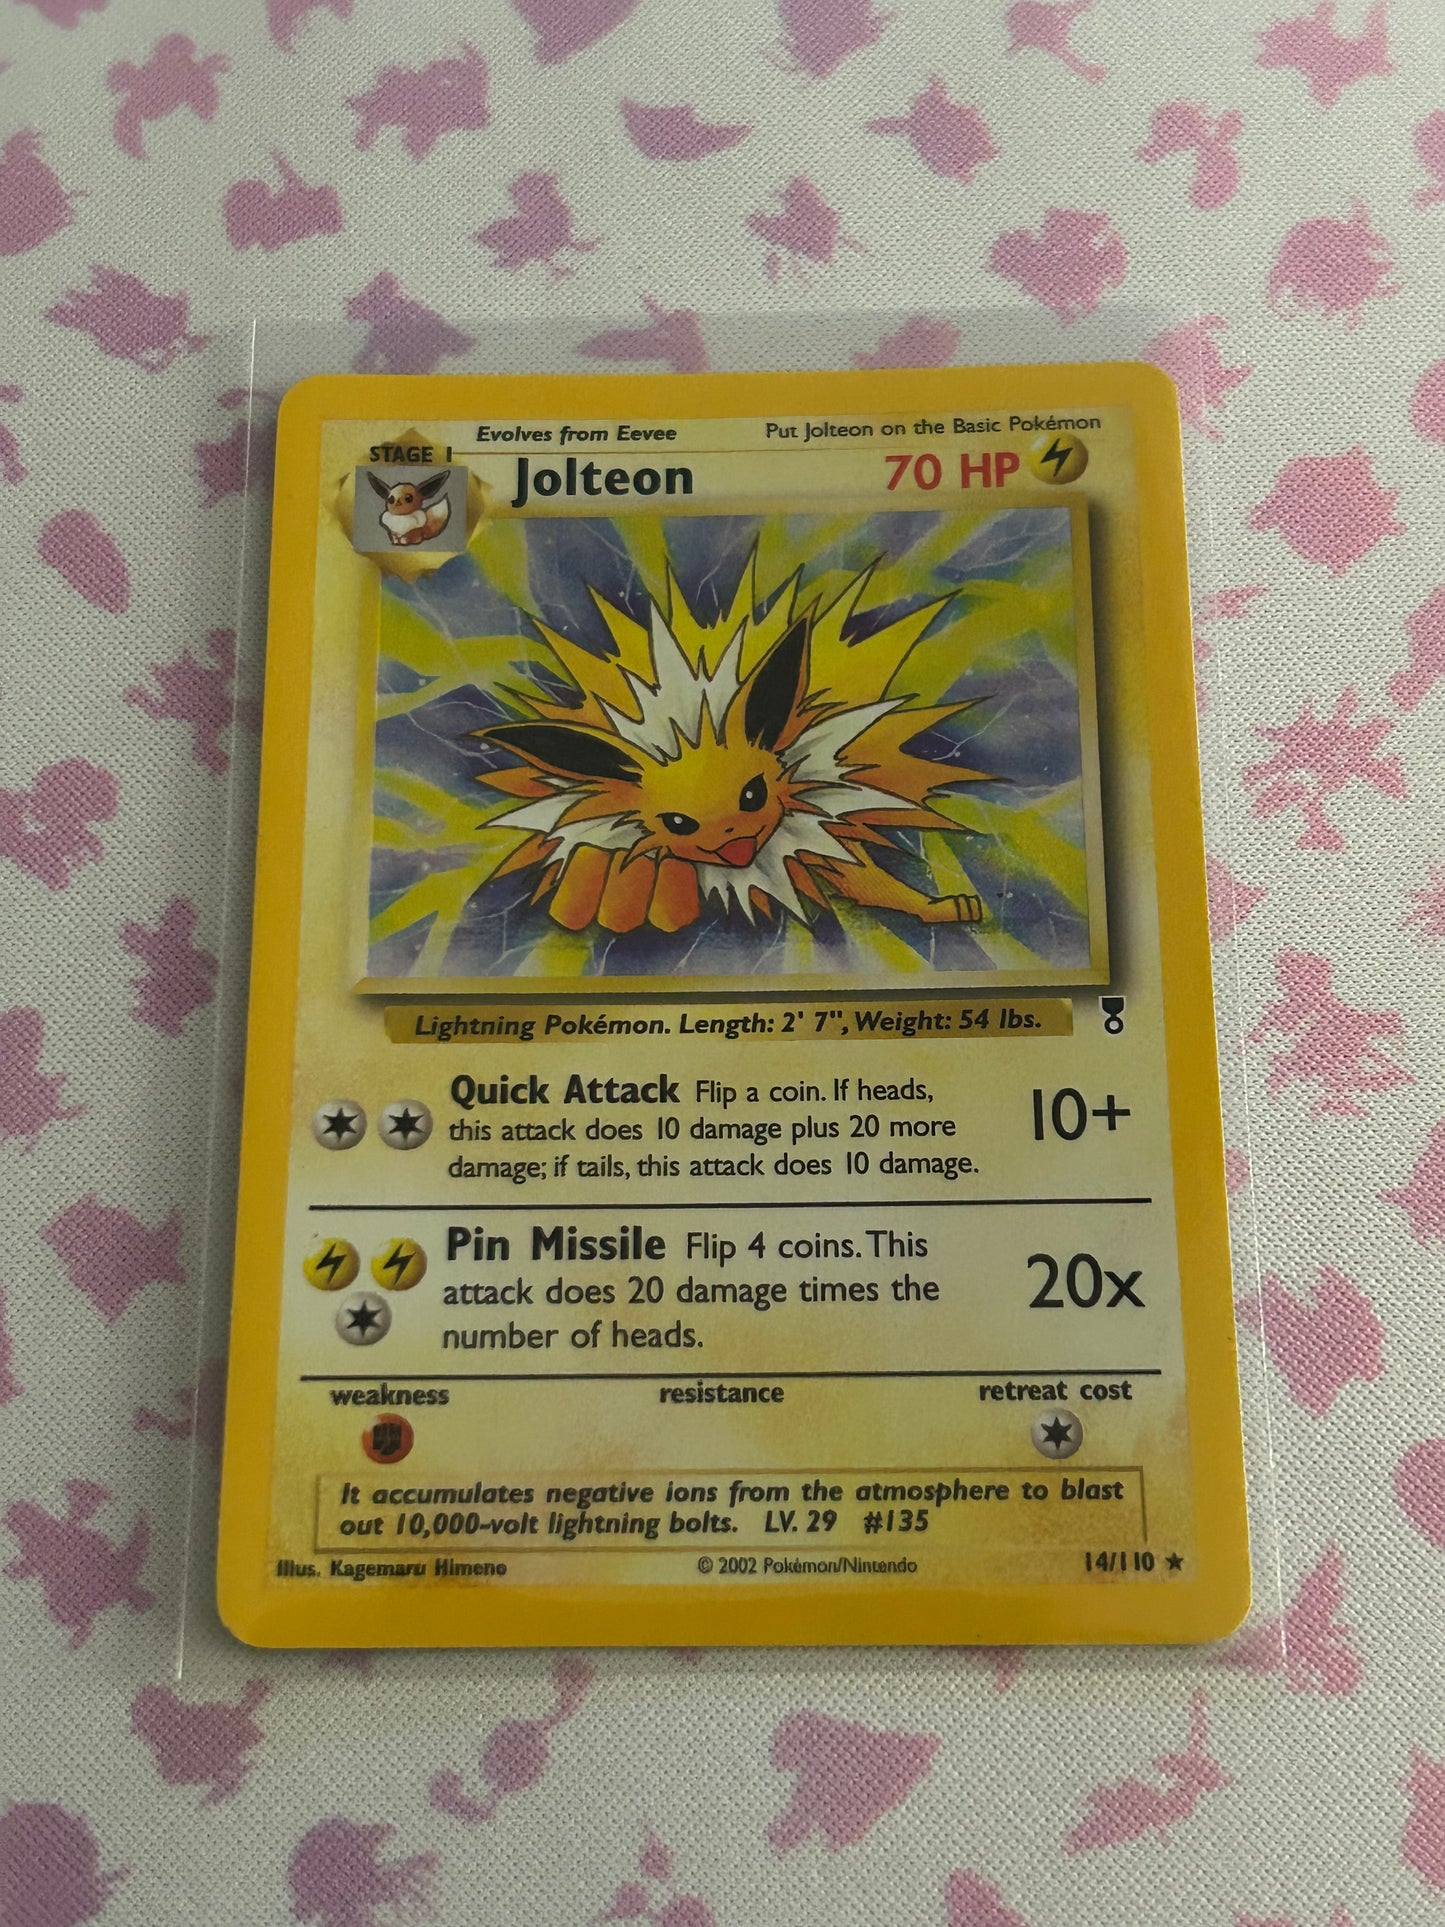 Evolves from Eevee
Put Jolteon on the Basic Pokémon
STAGE 1
Jolteon
70 HP
Lightning Pokémon. Length: 2' 7", Weight: 54 lbs.
Quick Attack Flip a coin. If heads,
this attack does 10 damage plus 20 more
damage; if tails, this attack does 10 damage.
10+
Pin Missile Flip 4 coins. This
attack does 20 damage times the
number of heads.
20x
weakness
resistance
retreat cost
It accumulates negative ions from the atmosphere to blast
out 10,000-volt lightning bolts. LV. 29 #135
Illus. Kagemaru Himeno
© 2002 Pokémon/Nintendo
14/110 ★